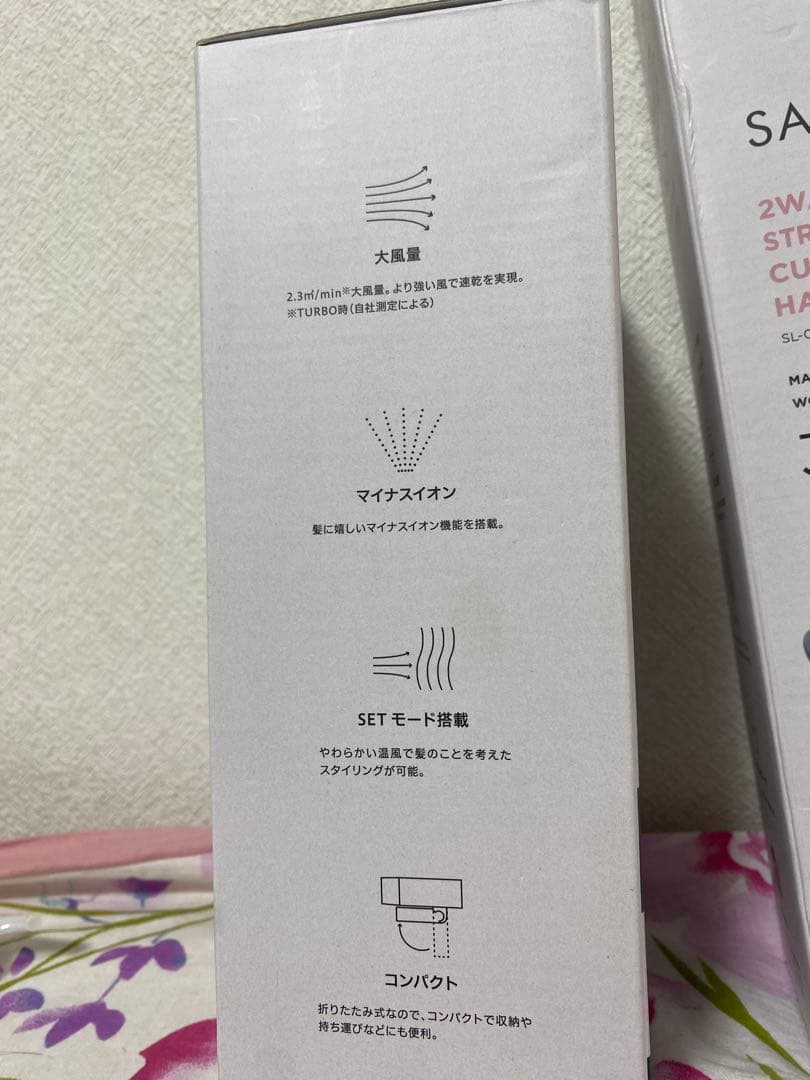 大風量
2.3㎥/min※大風量。より強い風で速乾を実現。
※TURBO時(自社測定による)
マイナスイオン
髪に嬉しいマイナスイオン機能を搭載。
SET モード搭載
やわらかい温風で髪のことを考えた
スタイリングが可能。
コンパクト
折りたたみ式なので、コンパクトで収納や
持ち運びなどにも便利。
SA
2WA
STR
CU
HA
SL-C
MA
WO